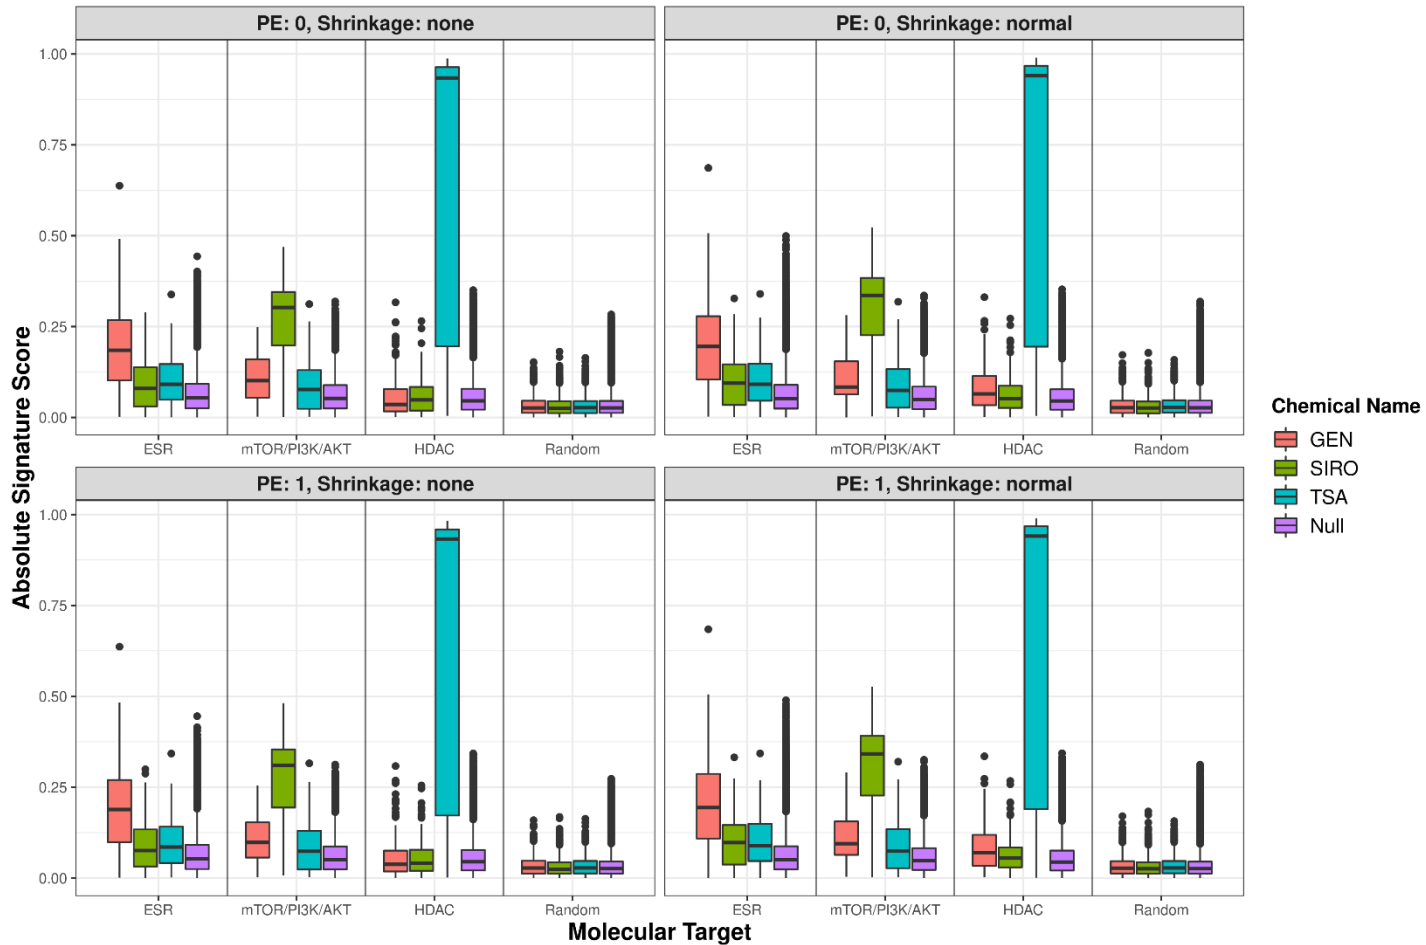 PE: 0, Shrinkage: none
PE: 0, Shrinkage: normal
1.00
0.75
0.50
0.25
0.00
ESR mTOR/PI3K/AKT HDAC Random
ESR mTOR/PI3K/AKT HDAC Random
PE: 1, Shrinkage: none
PE: 1, Shrinkage: normal
1.00
0.75
0.50
0.25
0.00
ESR mTOR/PI3K/AKT HDAC Random
ESR mTOR/PI3K/AKT HDAC Random
Absolute Signature Score
Molecular Target
Chemical Name
GEN
SIRO
TSA
Null